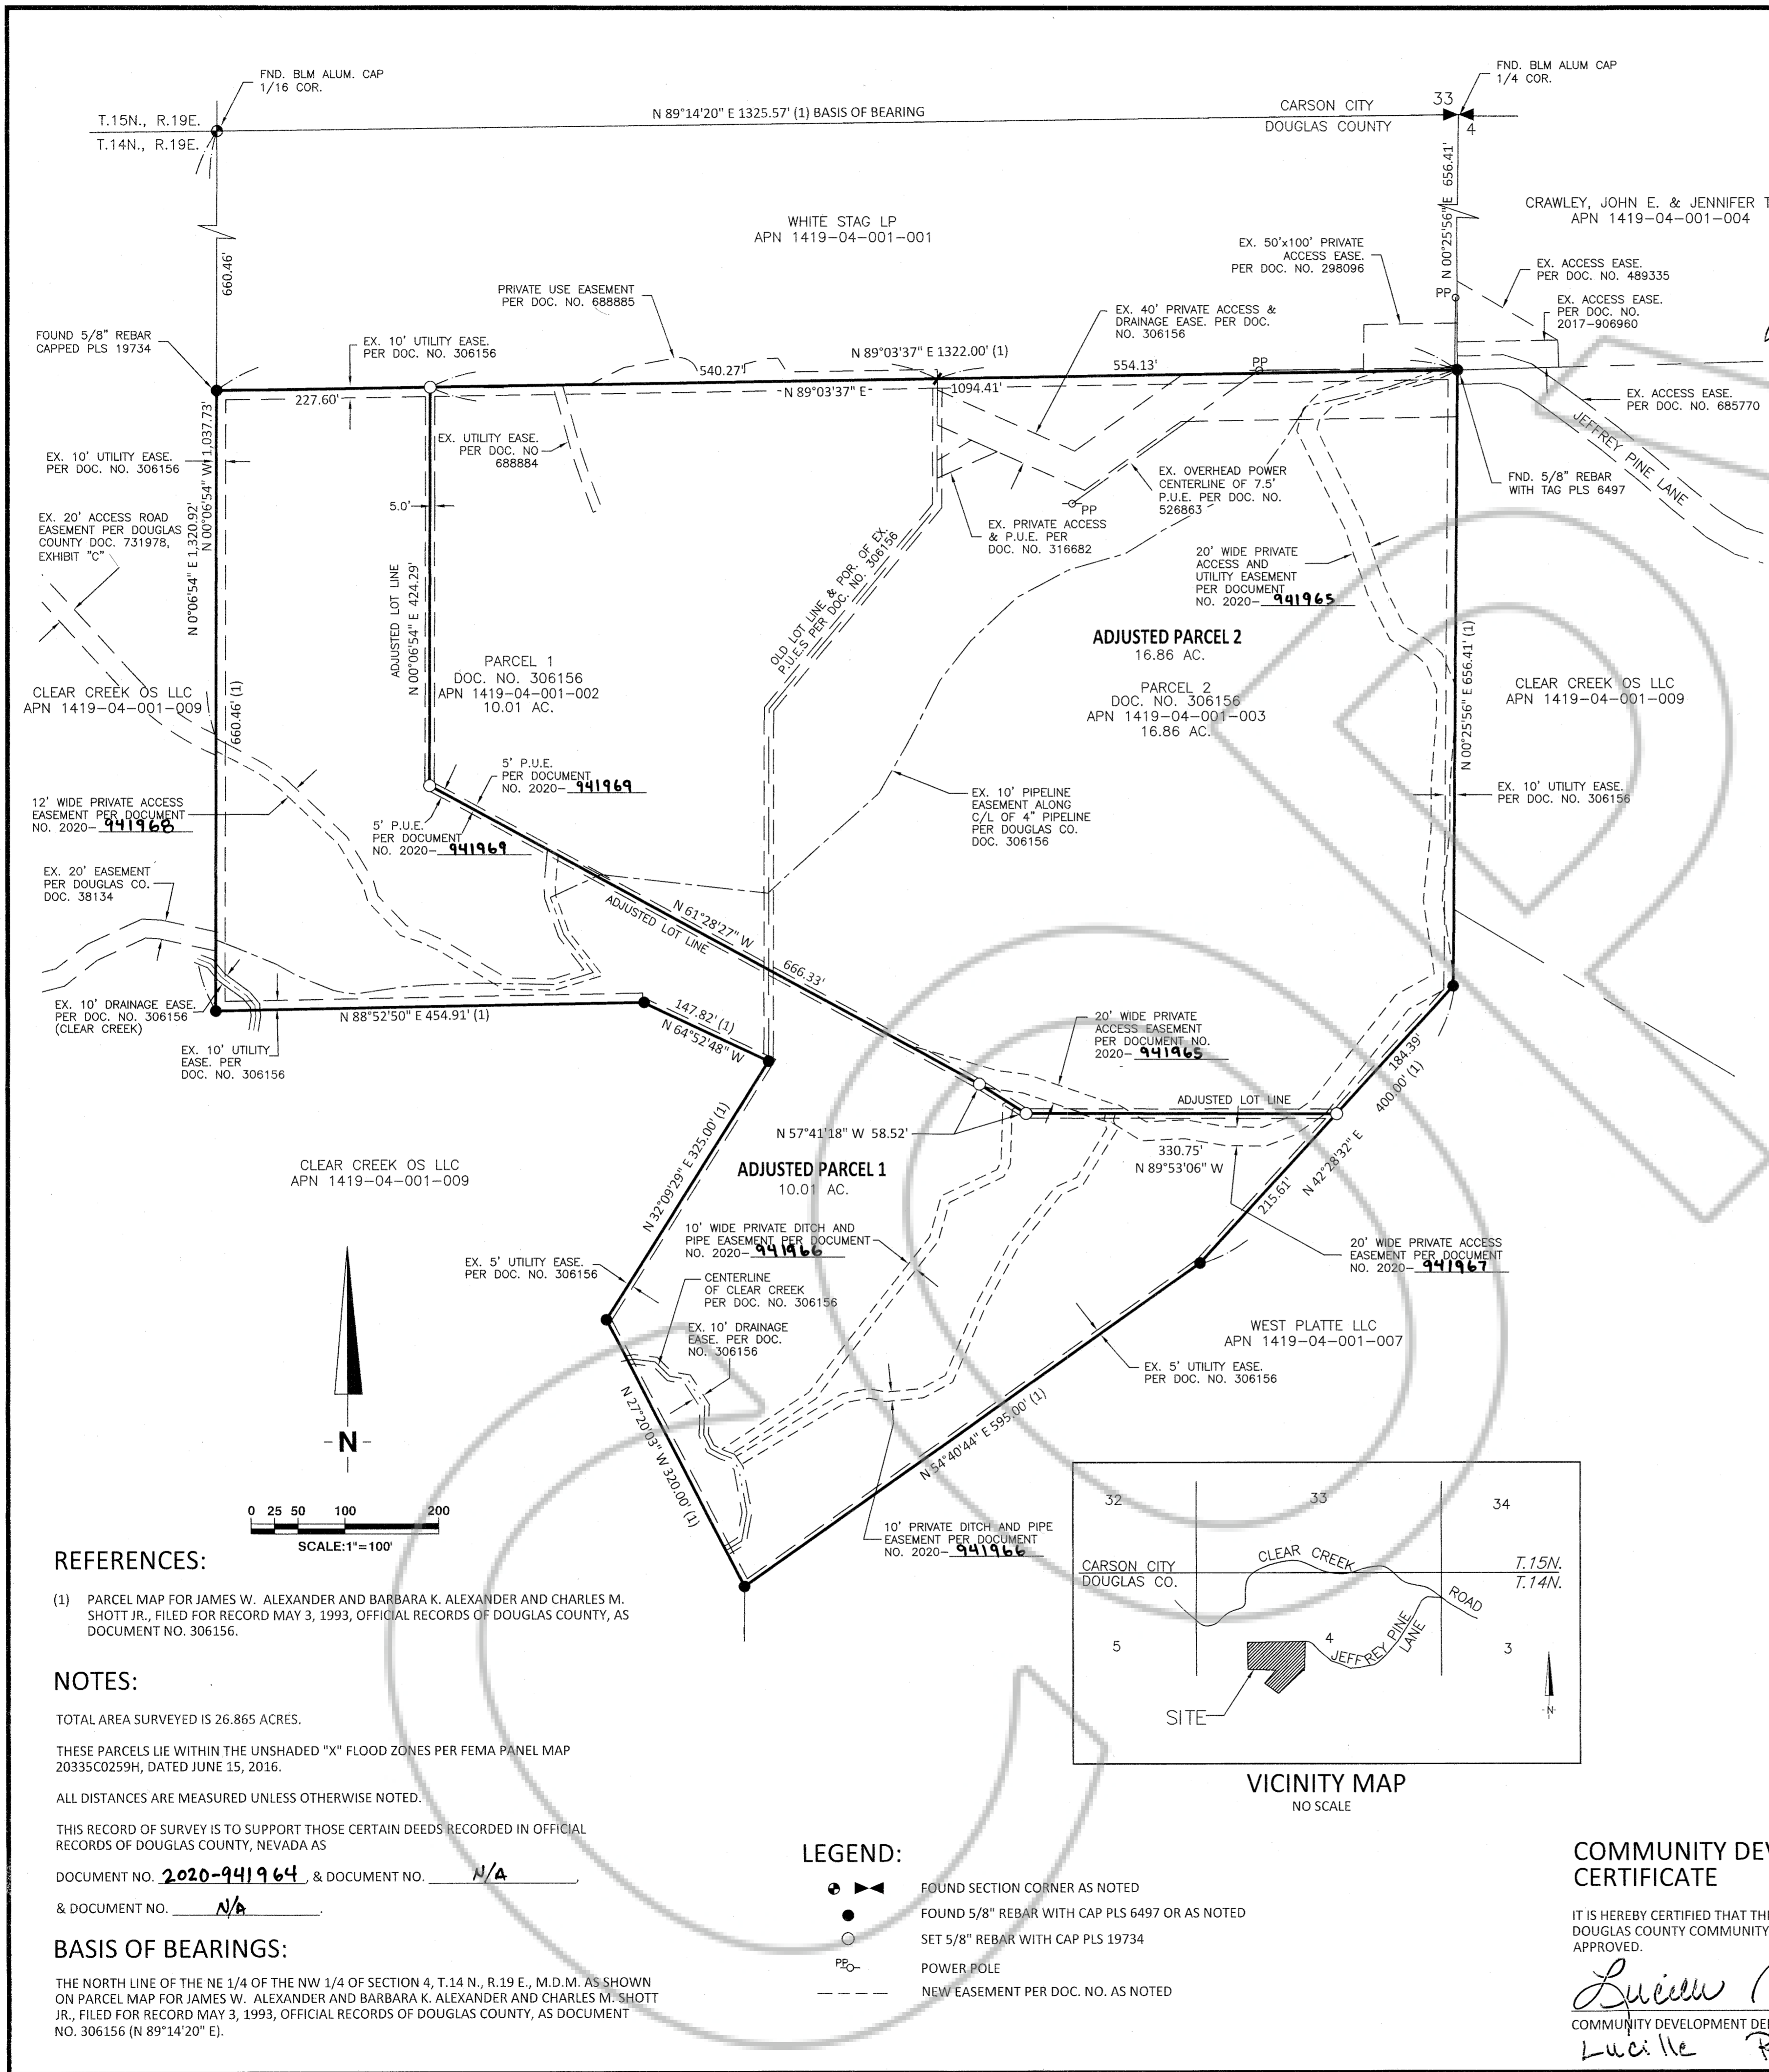 FND. BLM ALUM. CAP
1/16 COR.
FND. BLM ALUM CAP
1/4 COR.
T.15N., R.19E.
T.14N., R.19E.
N 89°14'20" E 1325.57' (1) BASIS OF BEARING
CARSON CITY
DOUGLAS COUNTY
33
4
660.46'
N 00°25'56" E 656.41'
WHITE STAG LP
APN 1419-04-001-001
CRAWLEY, JOHN E. & JENNIFER T
APN 1419-04-001-004
EX. 50'x100' PRIVATE
ACCESS EASE.
PER DOC. NO. 298096
EX. ACCESS EASE.
PER DOC. NO. 489335
EX. ACCESS EASE.
PER DOC. NO.
2017-906960
PP
PRIVATE USE EASEMENT
PER DOC. NO. 688885
EX. 40' PRIVATE ACCESS &
DRAINAGE EASE. PER DOC.
NO. 306156
FOUND 5/8" REBAR
CAPPED PLS 19734
EX. 10' UTILITY EASE.
PER DOC. NO. 306156
N 89°03'37" E 1322.00' (1)
540.27'
554.13'
PP
227.60'
N 89°03'37" E
1094.41'
EX. ACCESS EASE.
PER DOC. NO. 685770
JEFFREY PINE LANE
EX. 10' UTILITY EASE.
PER DOC. NO. 306156
N 00°06'54" W 1,037.73'
N 0°06'54" E 1,320.92'
EX. UTILITY EASE.
PER DOC. NO
688884
5.0'
EX. OVERHEAD POWER
CENTERLINE OF 7.5'
P.U.E. PER DOC. NO.
526863
PP
FND. 5/8" REBAR
WITH TAG PLS 6497
EX. PRIVATE ACCESS
& P.U.E. PER
DOC. NO. 316682
EX. 20' ACCESS ROAD
EASEMENT PER DOUGLAS
COUNTY DOC. 731978,
EXHIBIT "C"
ADJUSTED LOT LINE
N 00°06'54" E 424.29'
OLD LOT LINE & POR. OF EX.
P.U.E.S PER DOC. NO. 306156
20' WIDE PRIVATE
ACCESS AND
UTILITY EASEMENT
PER DOCUMENT
NO. 2020- 941965
ADJUSTED PARCEL 2
16.86 AC.
PARCEL 2
DOC. NO. 306156
APN 1419-04-001-003
16.86 AC.
PARCEL 1
DOC. NO. 306156
APN 1419-04-001-002
10.01 AC.
N 00°25'56" E 656.41' (1)
CLEAR CREEK OS LLC
APN 1419-04-001-009
CLEAR CREEK OS LLC
APN 1419-04-001-009
660.46' (1)
5' P.U.E.
PER DOCUMENT
NO. 2020- 941969
5' P.U.E.
PER DOCUMENT
NO. 2020- 941969
12' WIDE PRIVATE ACCESS
EASEMENT PER DOCUMENT
NO. 2020- 941968
EX. 10' PIPELINE
EASEMENT ALONG
C/L OF 4" PIPELINE
PER DOUGLAS CO.
DOC. 306156
EX. 10' UTILITY EASE.
PER DOC. NO. 306156
EX. 20' EASEMENT
PER DOUGLAS CO.
DOC. 38134
N 61°28'27" W
ADJUSTED LOT LINE
666.33'
EX. 10' DRAINAGE EASE.
PER DOC. NO. 306156
(CLEAR CREEK)
N 88°52'50" E 454.91' (1)
147.82' (1)
N 64°52'48" W
EX. 10' UTILITY
EASE. PER
DOC. NO. 306156
20' WIDE PRIVATE
ACCESS EASEMENT
PER DOCUMENT NO.
2020- 941965
184.39'
400.00' (1)
ADJUSTED LOT LINE
N 57°41'18" W 58.52'
330.75'
N 89°53'06" W
N 42°28'32" E
215.61'
CLEAR CREEK OS LLC
APN 1419-04-001-009
ADJUSTED PARCEL 1
10.01 AC.
N 32°09'29" E 325.00' (1)
10' WIDE PRIVATE DITCH AND
PIPE EASEMENT PER DOCUMENT
NO. 2020- 941966
20' WIDE PRIVATE ACCESS
EASEMENT PER DOCUMENT
NO. 2020- 941967
EX. 5' UTILITY EASE.
PER DOC. NO. 306156
CENTERLINE
OF CLEAR CREEK
PER DOC. NO. 306156
EX. 10' DRAINAGE
EASE. PER DOC.
NO. 306156
WEST PLATTE LLC
APN 1419-04-001-007
EX. 5' UTILITY EASE.
PER DOC. NO. 306156
N 27°20'03" W 320.00' (1)
N 54°40'44" E 595.00' (1)
-N-
0 25 50 100 200
SCALE:1"=100'
10' PRIVATE DITCH AND PIPE
EASEMENT PER DOCUMENT
NO. 2020- 941966
32 33 34
CARSON CITY
DOUGLAS CO.
CLEAR CREEK
ROAD
T.15N.
T.14N.
5 4 3
JEFFREY PINE
LANE
SITE
-N-
VICINITY MAP
NO SCALE
REFERENCES:
(1) PARCEL MAP FOR JAMES W. ALEXANDER AND BARBARA K. ALEXANDER AND CHARLES M.
SHOTT JR., FILED FOR RECORD MAY 3, 1993, OFFICIAL RECORDS OF DOUGLAS COUNTY, AS
DOCUMENT NO. 306156.
NOTES:
TOTAL AREA SURVEYED IS 26.865 ACRES.
THESE PARCELS LIE WITHIN THE UNSHADED "X" FLOOD ZONES PER FEMA PANEL MAP
20335C0259H, DATED JUNE 15, 2016.
ALL DISTANCES ARE MEASURED UNLESS OTHERWISE NOTED.
THIS RECORD OF SURVEY IS TO SUPPORT THOSE CERTAIN DEEDS RECORDED IN OFFICIAL
RECORDS OF DOUGLAS COUNTY, NEVADA AS
DOCUMENT NO. 2020-941964, & DOCUMENT NO. N/A,
& DOCUMENT NO. N/A.
BASIS OF BEARINGS:
THE NORTH LINE OF THE NE 1/4 OF THE NW 1/4 OF SECTION 4, T.14 N., R.19 E., M.D.M. AS SHOWN
ON PARCEL MAP FOR JAMES W. ALEXANDER AND BARBARA K. ALEXANDER AND CHARLES M. SHOTT
JR., FILED FOR RECORD MAY 3, 1993, OFFICIAL RECORDS OF DOUGLAS COUNTY, AS DOCUMENT
NO. 306156 (N 89°14'20" E).
LEGEND:
FOUND SECTION CORNER AS NOTED
FOUND 5/8" REBAR WITH CAP PLS 6497 OR AS NOTED
SET 5/8" REBAR WITH CAP PLS 19734
PP POWER POLE
NEW EASEMENT PER DOC. NO. AS NOTED
COMMUNITY DEV
CERTIFICATE
IT IS HEREBY CERTIFIED THAT THI
DOUGLAS COUNTY COMMUNITY
APPROVED.
Lucille
COMMUNITY DEVELOPMENT DE
Lucille